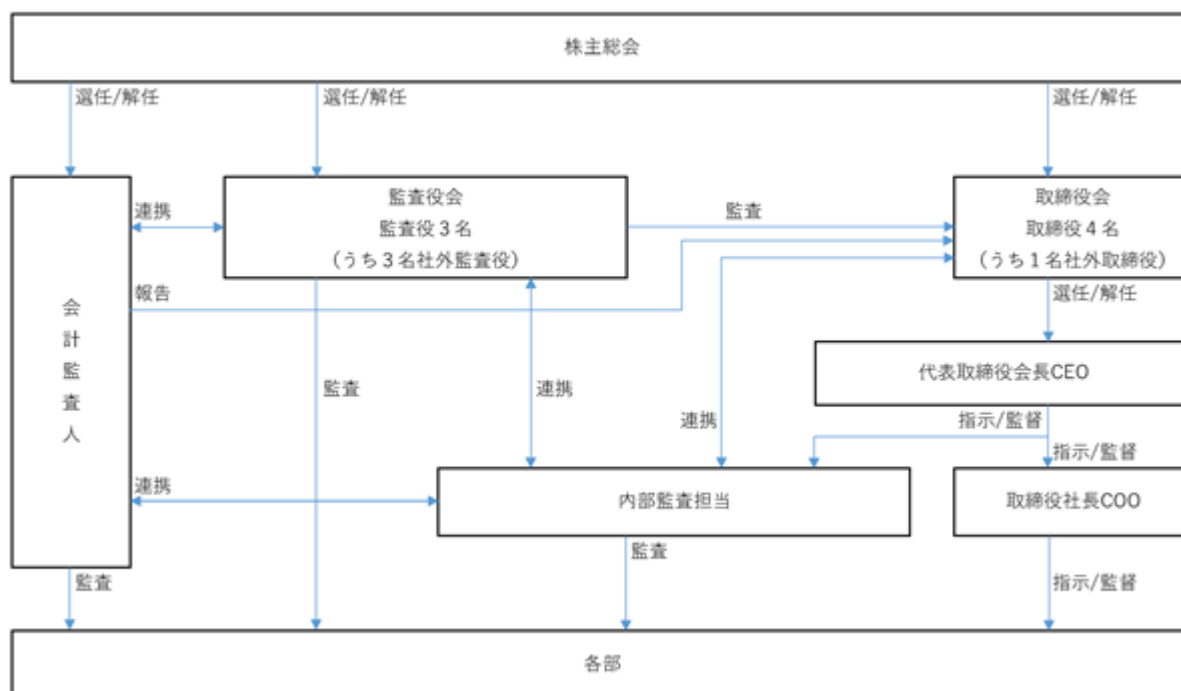 株主総会
選任/解任
選任/解任
選任/解任
監査役会
監査役３名
（うち３名社外監査役）
取締役会
取締役４名
（うち１名社外取締役）
連携
監査
報告
選任/解任
会計監査人
監査
連携
連携
代表取締役会長CEO
指示/監督
指示/監督
連携
内部監査担当
取締役社長COO
監査
監査
指示/監督
各部